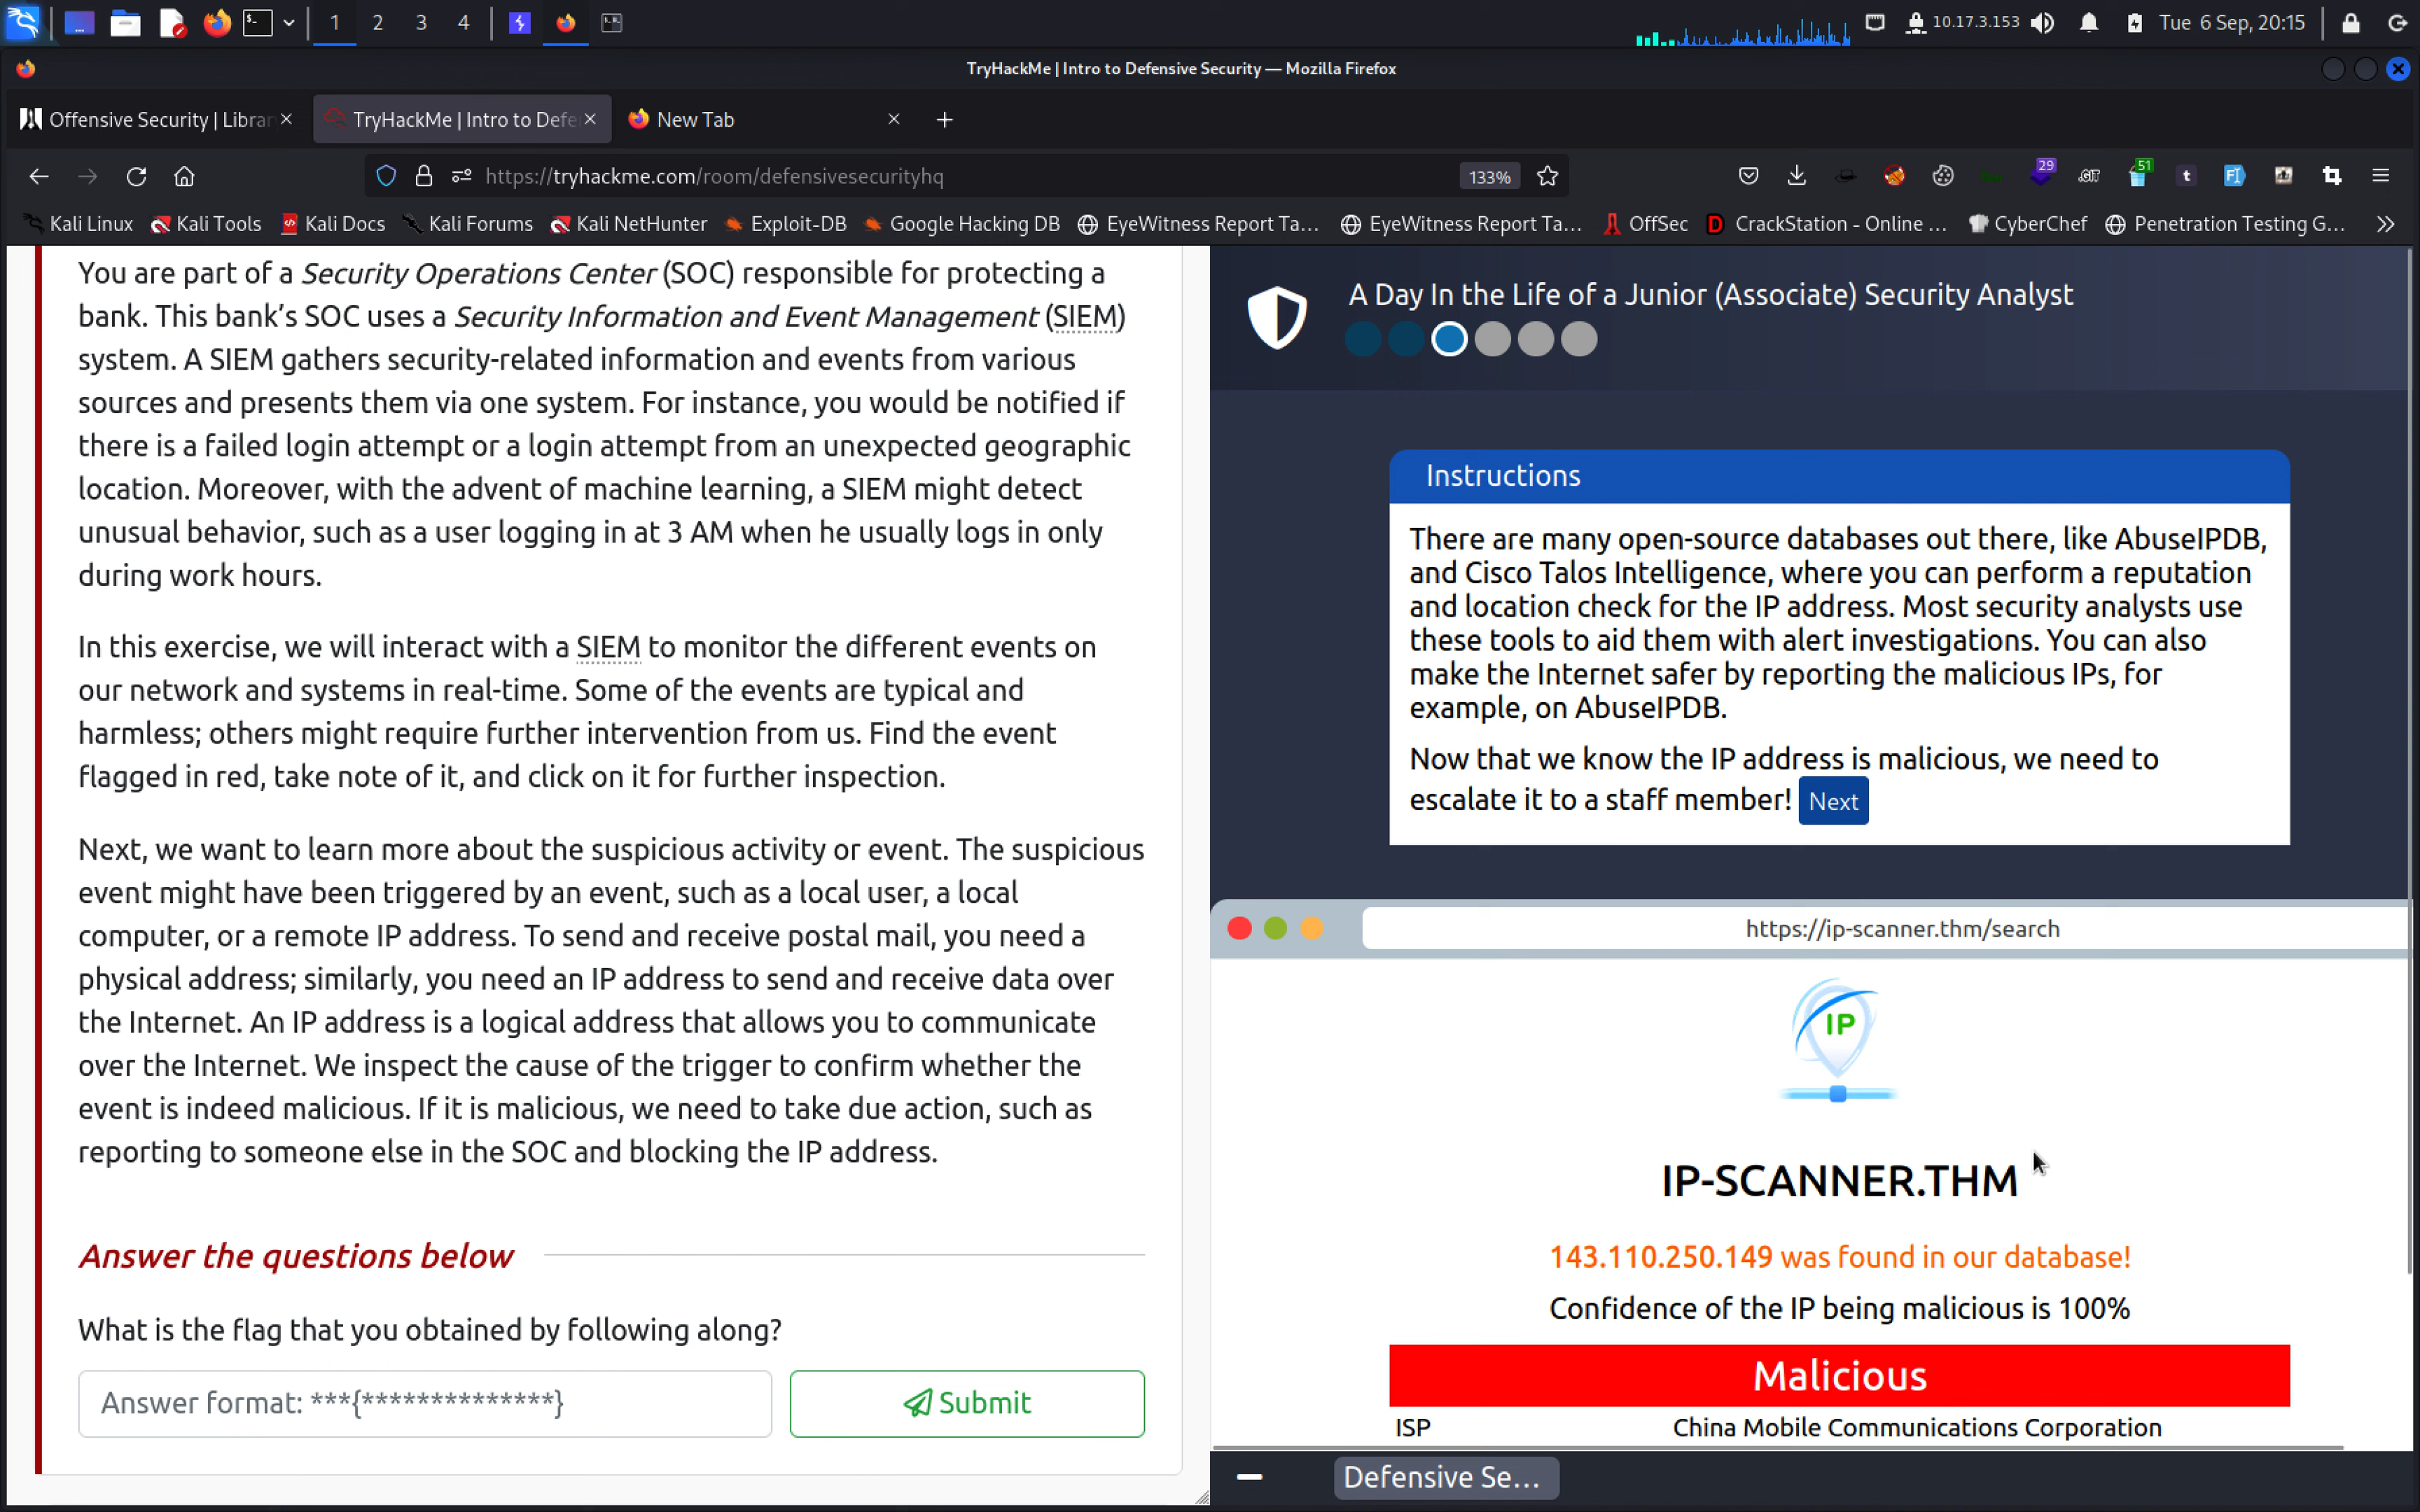 1 2 3 4 10.17.3.153 Tue 6 Sep, 20:15
TryHackMe | Intro to Defensive Security — Mozilla Firefox
Offensive Security | Librar TryHackMe | Intro to Defe New Tab
https://tryhackme.com/room/defensivesecurityhq 133% 29 .GIT 51 t
Kali Linux Kali Tools Kali Docs Kali Forums Kali NetHunter Exploit-DB Google Hacking DB EyeWitness Report Ta... EyeWitness Report Ta... OffSec CrackStation - Online ... CyberChef Penetration Testing G...
You are part of a Security Operations Center (SOC) responsible for protecting a
bank. This bank’s SOC uses a Security Information and Event Management (SIEM)
system. A SIEM gathers security-related information and events from various
sources and presents them via one system. For instance, you would be notified if
there is a failed login attempt or a login attempt from an unexpected geographic
location. Moreover, with the advent of machine learning, a SIEM might detect
unusual behavior, such as a user logging in at 3 AM when he usually logs in only
during work hours.
In this exercise, we will interact with a SIEM to monitor the different events on
our network and systems in real-time. Some of the events are typical and
harmless; others might require further intervention from us. Find the event
flagged in red, take note of it, and click on it for further inspection.
Next, we want to learn more about the suspicious activity or event. The suspicious
event might have been triggered by an event, such as a local user, a local
computer, or a remote IP address. To send and receive postal mail, you need a
physical address; similarly, you need an IP address to send and receive data over
the Internet. An IP address is a logical address that allows you to communicate
over the Internet. We inspect the cause of the trigger to confirm whether the
event is indeed malicious. If it is malicious, we need to take due action, such as
reporting to someone else in the SOC and blocking the IP address.
Answer the questions below
What is the flag that you obtained by following along?
Answer format: ***{**************}
Submit
A Day In the Life of a Junior (Associate) Security Analyst
Instructions
There are many open-source databases out there, like AbuseIPDB,
and Cisco Talos Intelligence, where you can perform a reputation
and location check for the IP address. Most security analysts use
these tools to aid them with alert investigations. You can also
make the Internet safer by reporting the malicious IPs, for
example, on AbuseIPDB.
Now that we know the IP address is malicious, we need to
escalate it to a staff member! Next
https://ip-scanner.thm/search
IP
IP-SCANNER.THM
143.110.250.149 was found in our database!
Confidence of the IP being malicious is 100%
Malicious
ISP China Mobile Communications Corporation
Defensive Se...